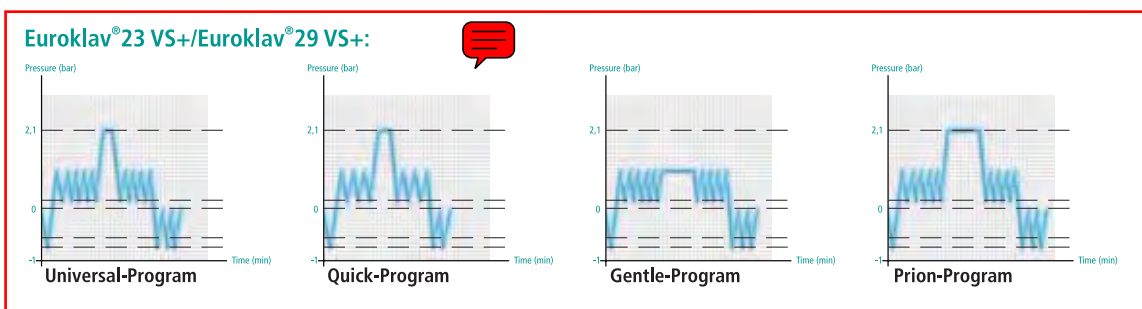 Euroklav®23 VS+/Euroklav®29 VS+:
Pressure (bar)
2,1
0
-1
Time (min)
Universal-Program
Pressure (bar)
2,1
0
-1
Time (min)
Quick-Program
Pressure (bar)
2,1
0
-1
Time (min)
Gentle-Program
Pressure (bar)
2,1
0
-1
Time (min)
Prion-Program